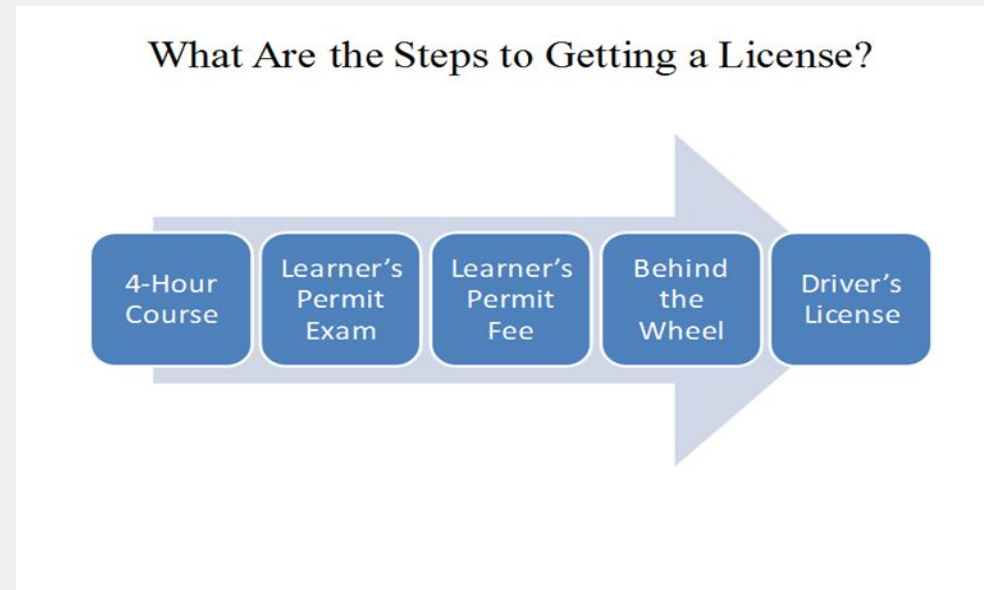 What Are the Steps to Getting a License?
4-Hour
Course
Learner's
Permit
Exam
Learner's
Permit
Fee
Behind
the
Wheel
Driver's
License